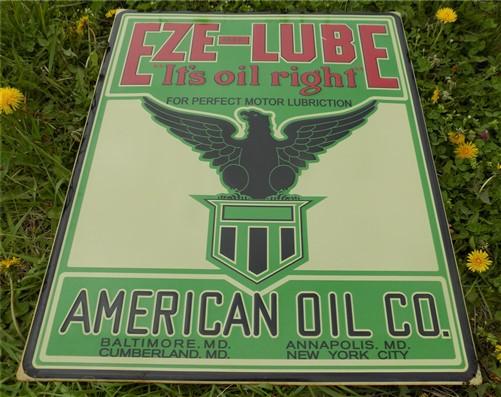 EZE-LUBE
"It's oil right"
FOR PERFECT MOTOR LUBRICTION
AMERICAN OIL CO.
BALTIMORE. MD. ANNAPOLIS. MD.
CUMBERLAND. MD. NEW YORK CITY